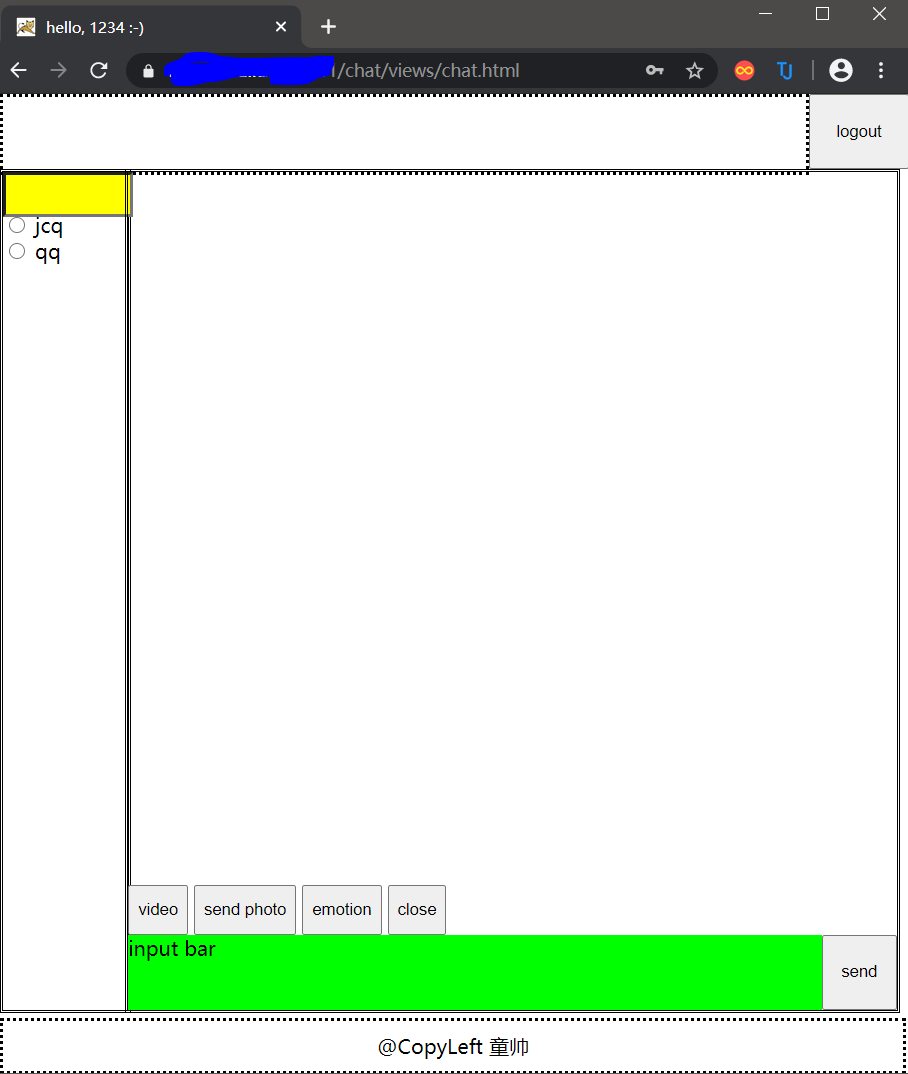 hello, 1234 :-)
/chat/views/chat.html
logout
jcq
qq
video send photo emotion close
input bar
send
@CopyLeft 童帅